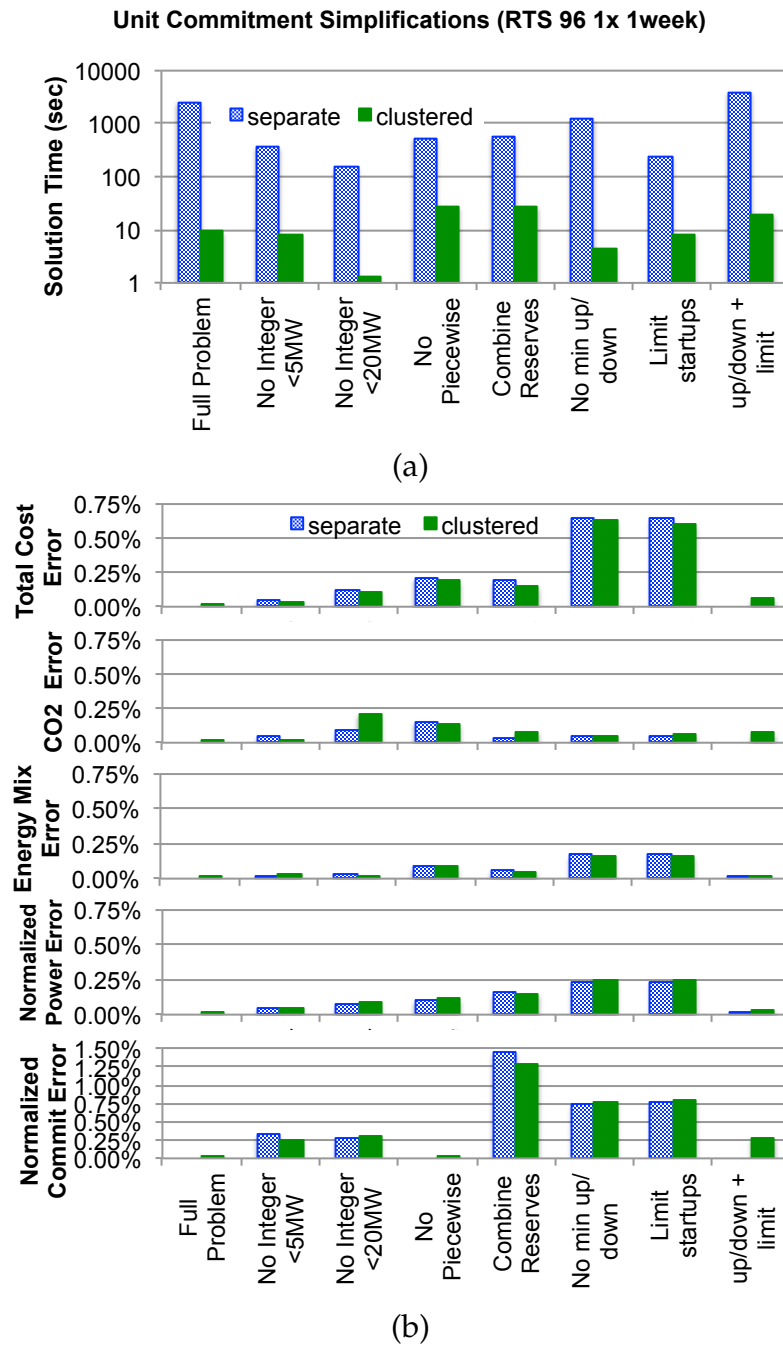 Unit Commitment Simplifications (RTS 96 1x 1week)
Solution Time (sec)
10000
1000
100
10
1
separate
clustered
Full Problem
No Integer
<5MW
No Integer
<20MW
No
Piecewise
Combine
Reserves
No min up/
down
Limit
startups
up/down +
limit
(a)
Total Cost
Error
0.75%
0.50%
0.25%
0.00%
separate
clustered
CO2 Error
0.75%
0.50%
0.25%
0.00%
Energy Mix
Error
0.75%
0.50%
0.25%
0.00%
Normalized
Power Error
0.75%
0.50%
0.25%
0.00%
Normalized
Commit Error
1.50%
1.25%
1.00%
0.75%
0.50%
0.25%
0.00%
Full
Problem
No Integer
<5MW
No Integer
<20MW
No
Piecewise
Combine
Reserves
No min up/
down
Limit
startups
up/down +
limit
(b)